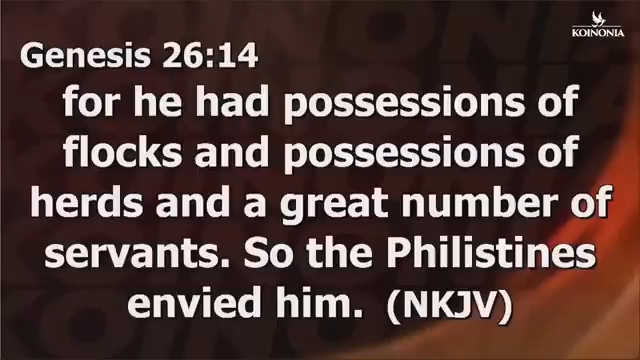 KOINONIA
Genesis 26:14
for he had possessions of
flocks and possessions of
herds and a great number of
servants. So the Philistines
envied him. (NKJV)